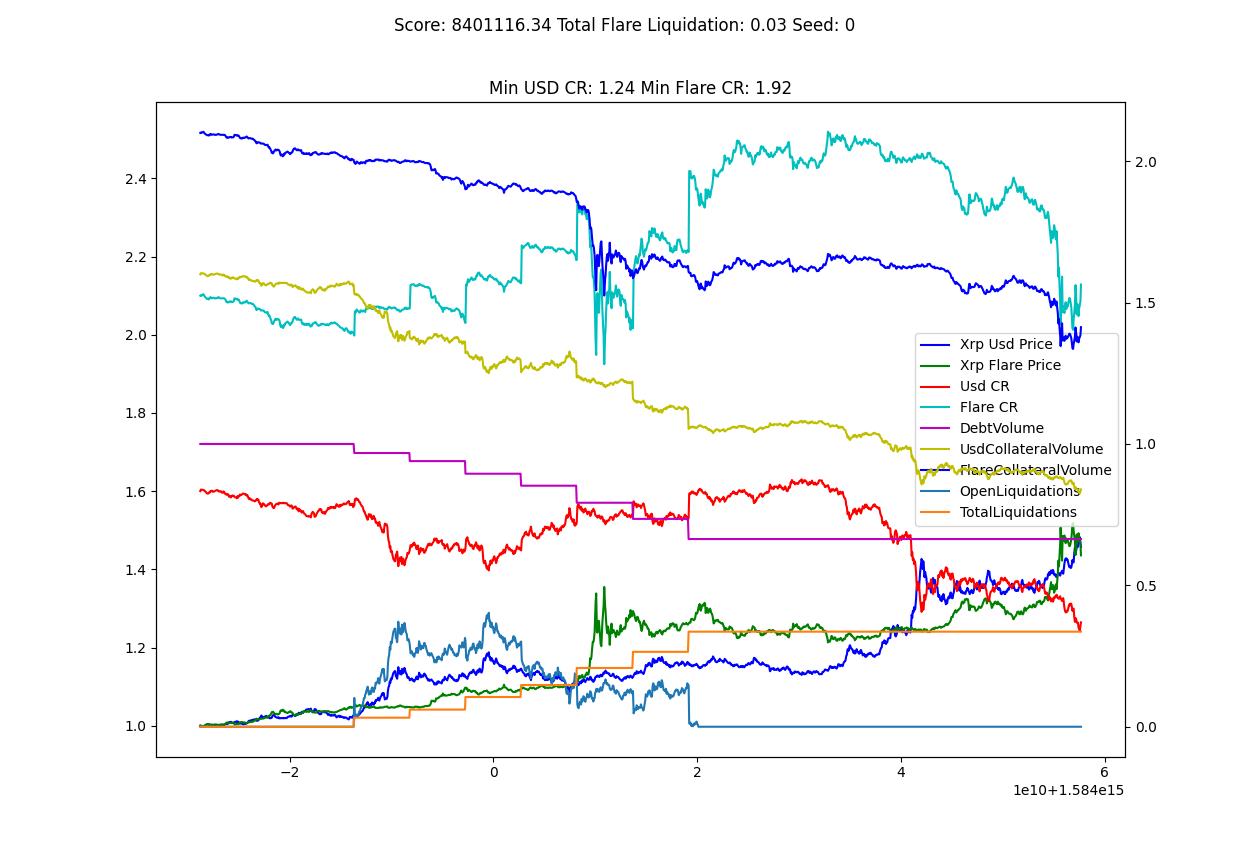 Score: 8401116.34 Total Flare Liquidation: 0.03 Seed: 0
Min USD CR: 1.24 Min Flare CR: 1.92
2.4
2.2
2.0
1.8
1.6
1.4
1.2
1.0
2.0
1.5
1.0
0.5
0.0
Xrp Usd Price
Xrp Flare Price
Usd CR
Flare CR
DebtVolume
UsdCollateralVolume
FlareCollateralVolume
OpenLiquidations
TotalLiquidations
−2 0 2 4 6
1e10+1.584e15